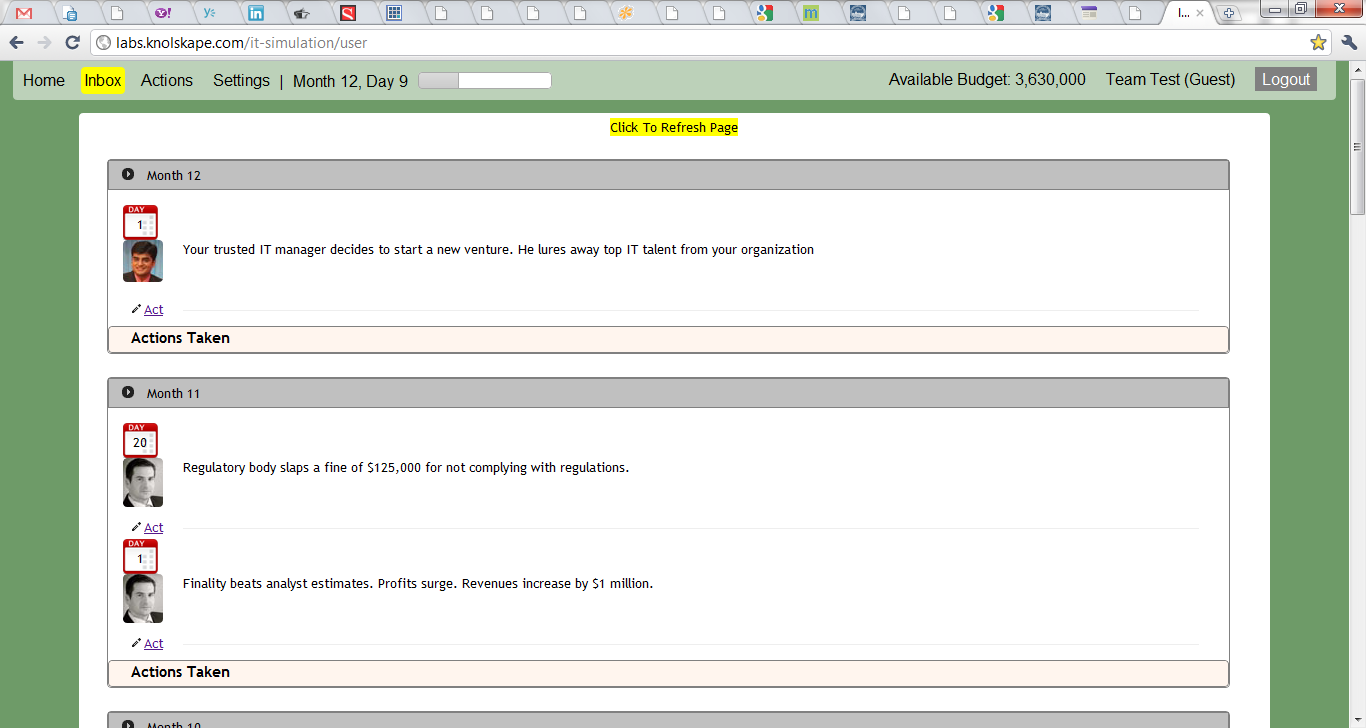 I...
labs.knolskape.com/it-simulation/user
Home Inbox Actions Settings | Month 12, Day 9 Available Budget: 3,630,000 Team Test (Guest) Logout
Click To Refresh Page
Month 12
DAY
1
Your trusted IT manager decides to start a new venture. He lures away top IT talent from your organization
Act
Actions Taken
Month 11
DAY
20
Regulatory body slaps a fine of $125,000 for not complying with regulations.
Act
DAY
1
Finality beats analyst estimates. Profits surge. Revenues increase by $1 million.
Act
Actions Taken
Month 10